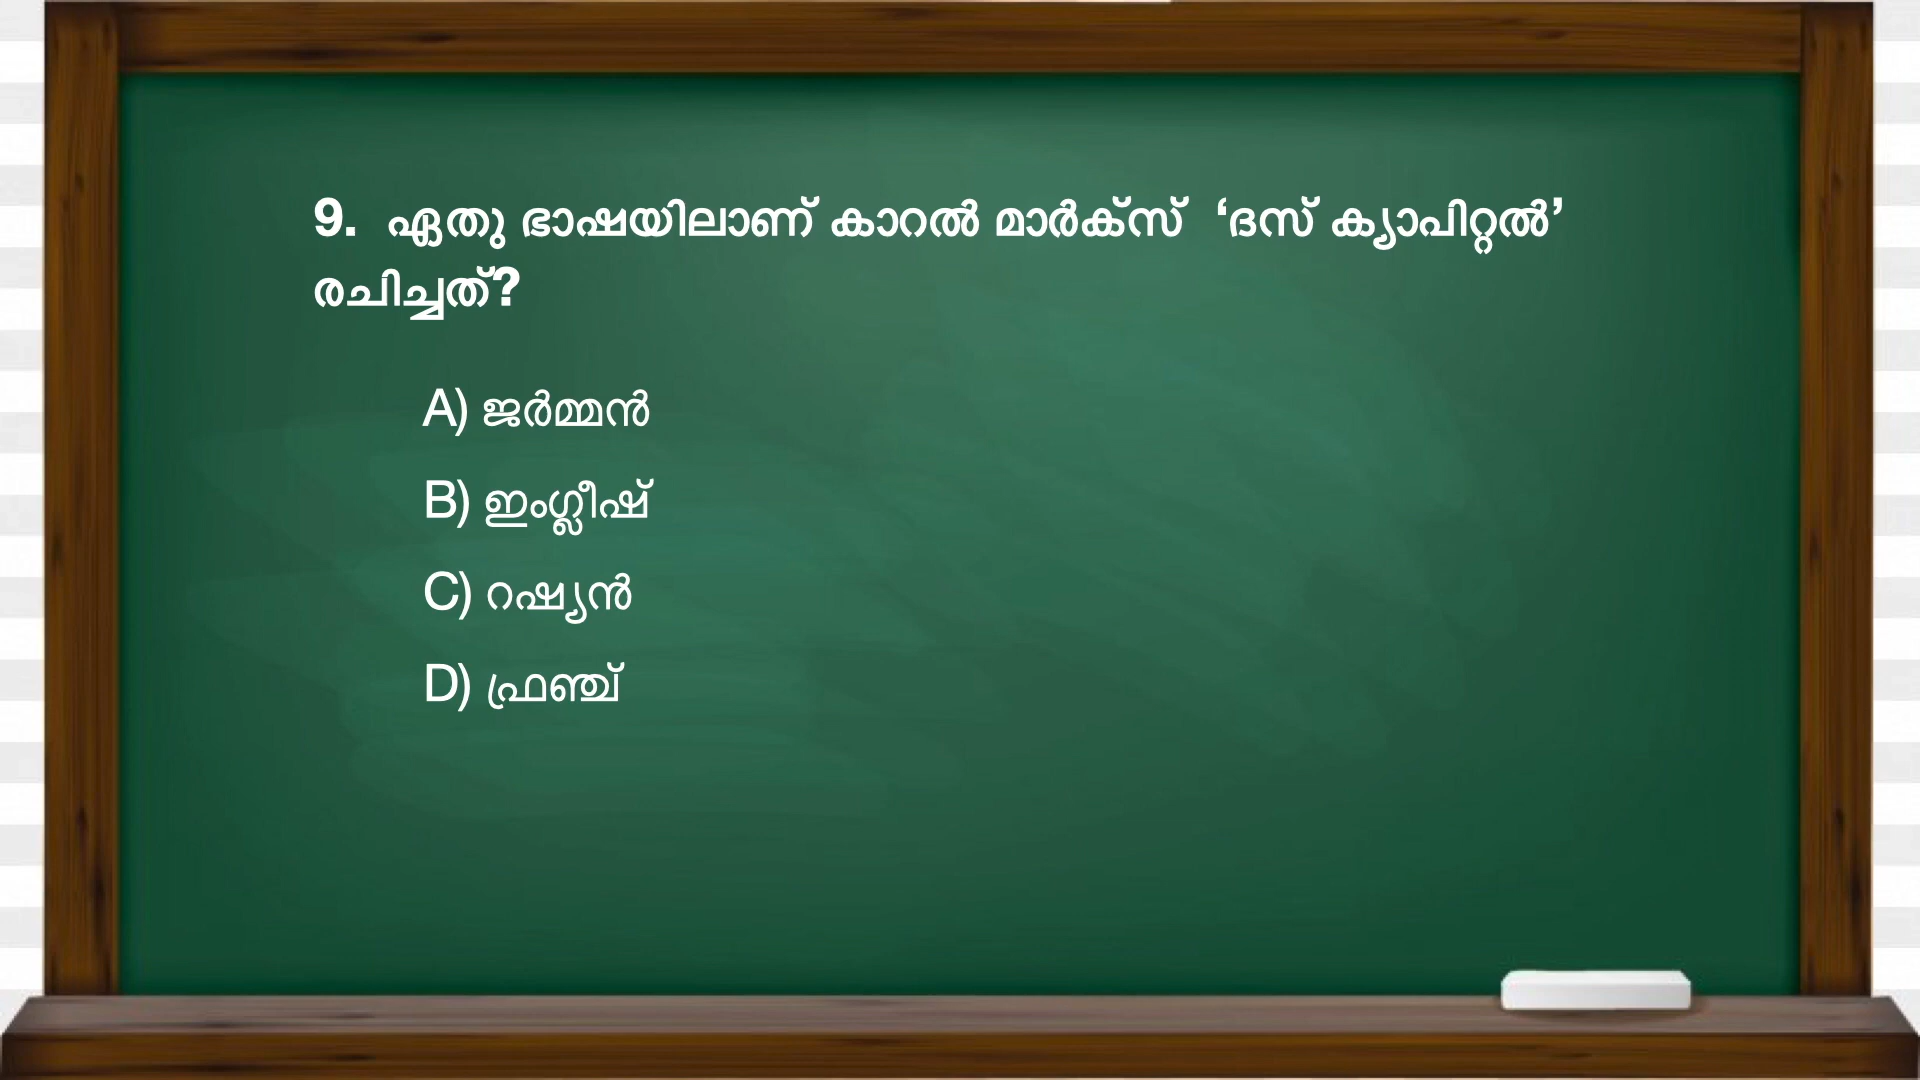 9. ഏതു ഭാഷയിലാണ് കാറൽ മാർക്സ് ‘ദസ് ക്യാപിറ്റൽ’
രചിച്ചത്?
A) ജർമ്മൻ
B) ഇംഗ്ലീഷ്
C) റഷ്യൻ
D) ഫ്രഞ്ച്